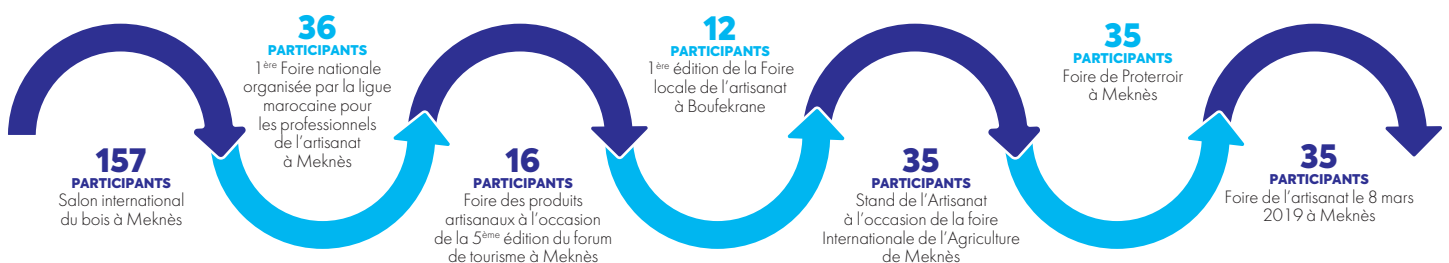 157
PARTICIPANTS
Salon international
du bois à Meknès
36
PARTICIPANTS
1ère Foire nationale
organisée par la ligue
marocaine pour
les professionnels
de l'artisanat
à Meknès
16
PARTICIPANTS
Foire des produits
artisanaux à l'occasion
de la 5ème édition du forum
de tourisme à Meknès
12
PARTICIPANTS
1ère édition de la Foire
locale de l'artisanat
à Boufekrane
35
PARTICIPANTS
Stand de l'Artisanat
à l'occasion de la foire
Internationale de l'Agriculture
de Meknès
35
PARTICIPANTS
Foire de Proterroir
à Meknès
35
PARTICIPANTS
Foire de l'artisanat le 8 mars
2019 à Meknès